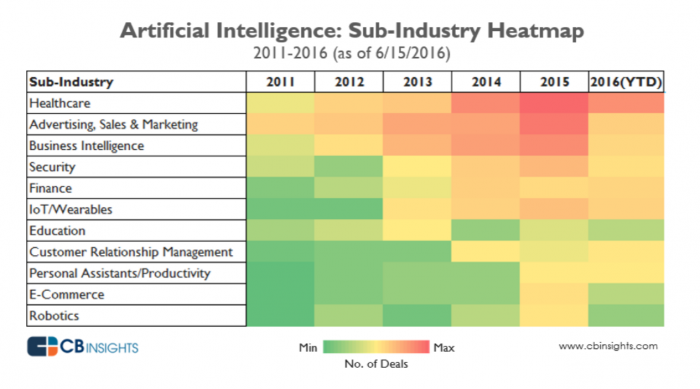 Artificial Intelligence: Sub-Industry Heatmap
2011-2016 (as of 6/15/2016)
Sub-Industry 2011 2012 2013 2014 2015 2016(YTD)
Healthcare
Advertising, Sales & Marketing
Business Intelligence
Security
Finance
IoT/Wearables
Education
Customer Relationship Management
Personal Assistants/Productivity
E-Commerce
Robotics
CBINSIGHTS Min Max www.cbinsights.com
No. of Deals